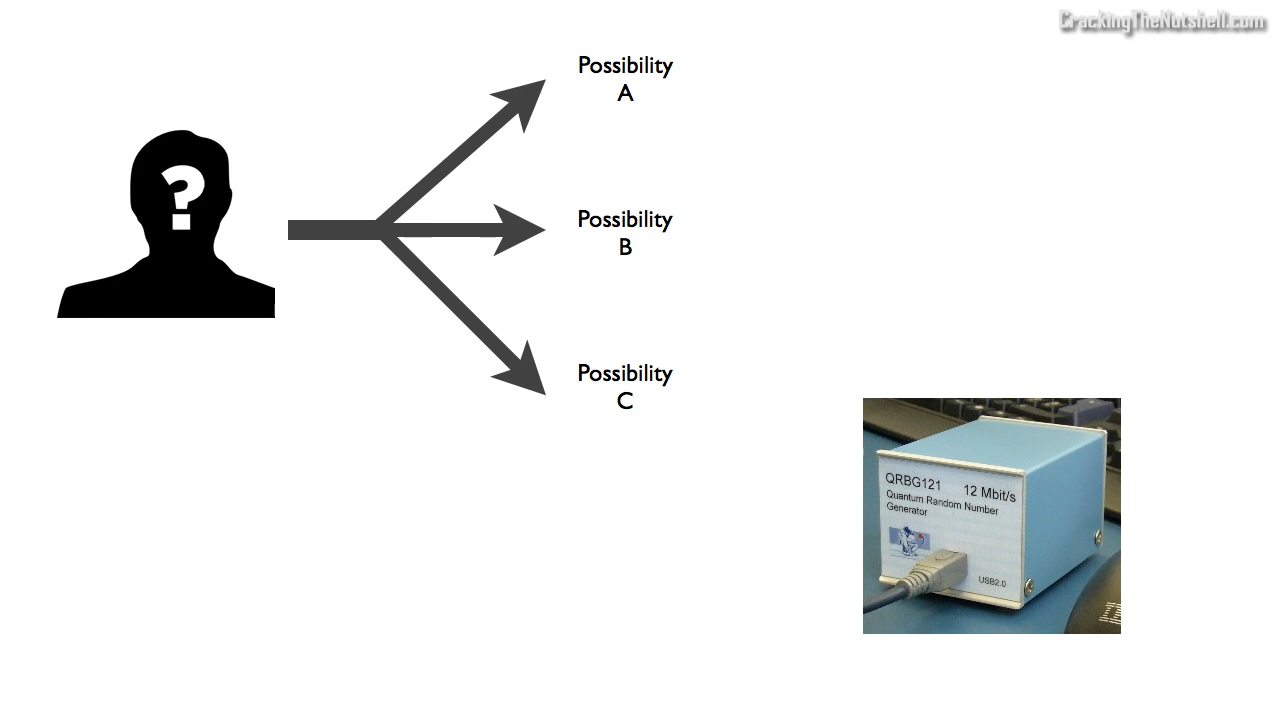 CrackingTheNutshell.com
Possibility
A
?
Possibility
B
Possibility
C
QRBG121 12 Mbit/s
Quantum Random Number
Generator
USB2.0